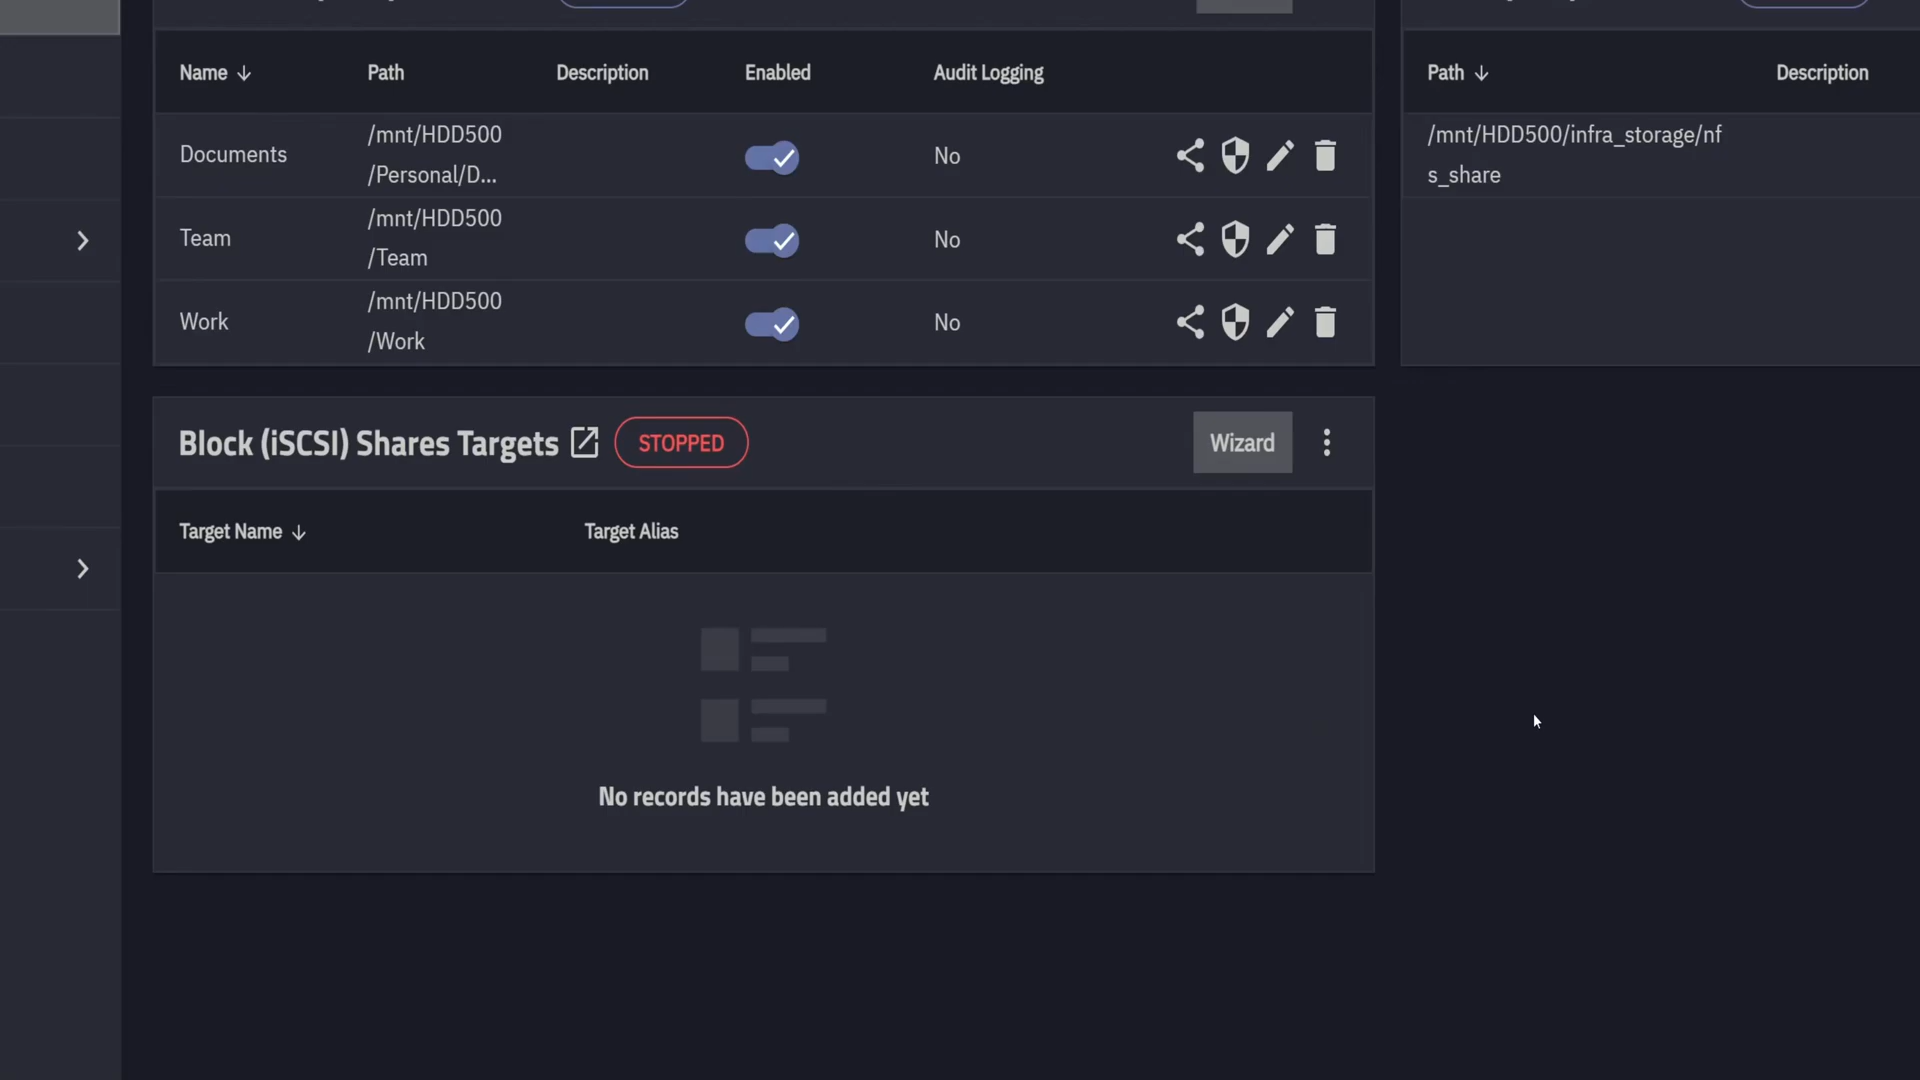 Name Path Description Enabled Audit Logging
Documents /mnt/HDD500 No
/Personal/D...
Team /mnt/HDD500 No
/Team
Work /mnt/HDD500 No
/Work
Path Description
/mnt/HDD500/infra_storage/nf
s_share
Block (iSCSI) Shares Targets STOPPED Wizard
Target Name Target Alias
No records have been added yet